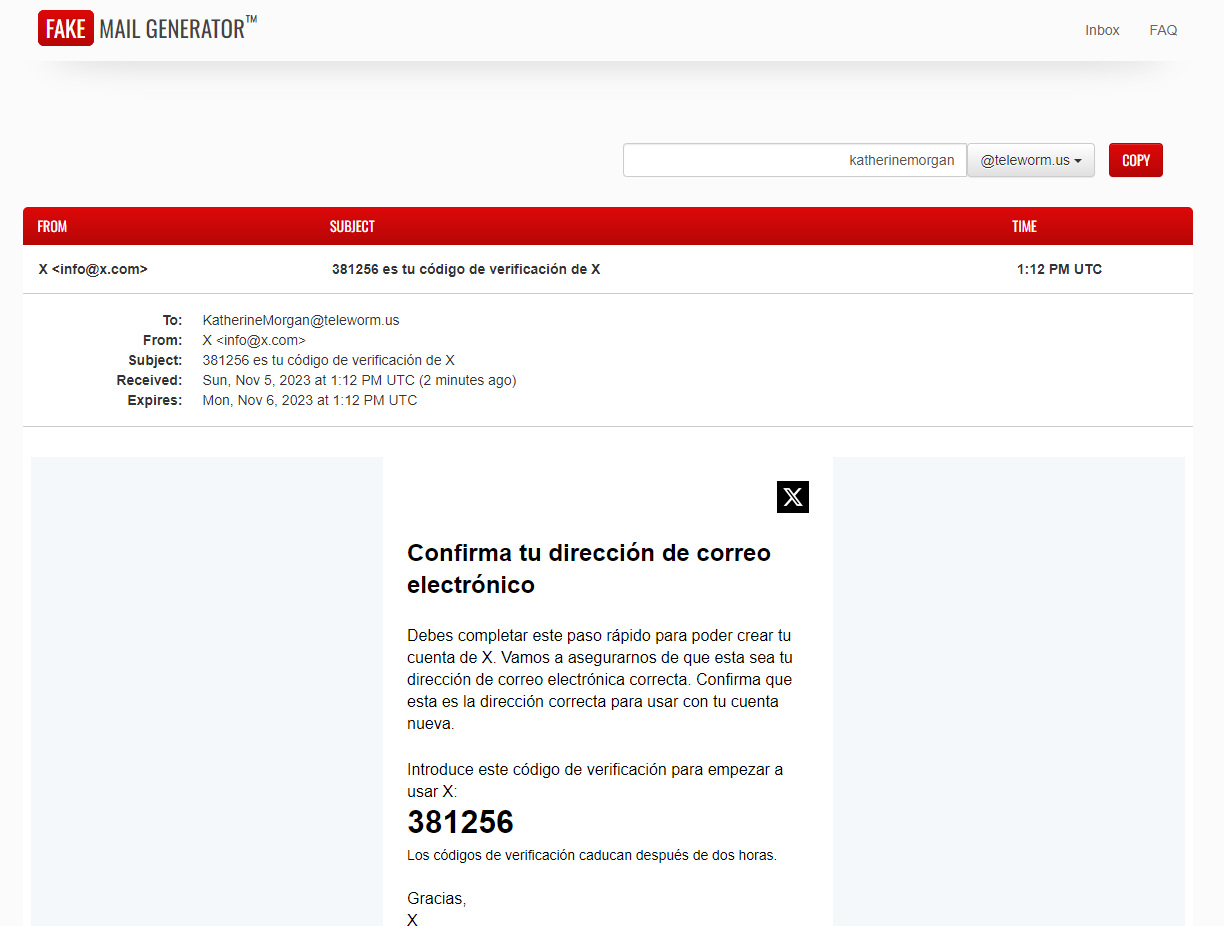 FAKE MAIL GENERATOR™
Inbox FAQ
katherinemorgan @teleworm.us COPY
FROM SUBJECT TIME
X <info@x.com> 381256 es tu código de verificación de X 1:12 PM UTC
To: KatherineMorgan@teleworm.us
From: X <info@x.com>
Subject: 381256 es tu código de verificación de X
Received: Sun, Nov 5, 2023 at 1:12 PM UTC (2 minutes ago)
Expires: Mon, Nov 6, 2023 at 1:12 PM UTC
X
Confirma tu dirección de correo
electrónico
Debes completar este paso rápido para poder crear tu
cuenta de X. Vamos a asegurarnos de que esta sea tu
dirección de correo electrónica correcta. Confirma que
esta es la dirección correcta para usar con tu cuenta
nueva.
Introduce este código de verificación para empezar a
usar X:
381256
Los códigos de verificación caducan después de dos horas.
Gracias,
X